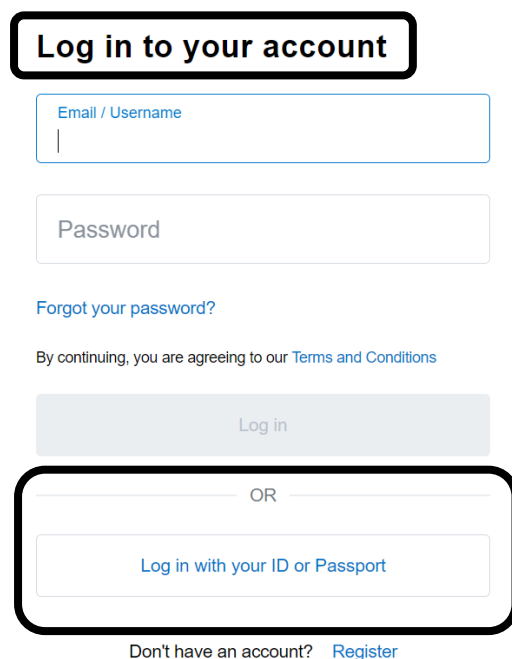 Log in to your account
Email / Username
Password
Forgot your password?
By continuing, you are agreeing to our Terms and Conditions
Log in
OR
Log in with your ID or Passport
Don't have an account? Register